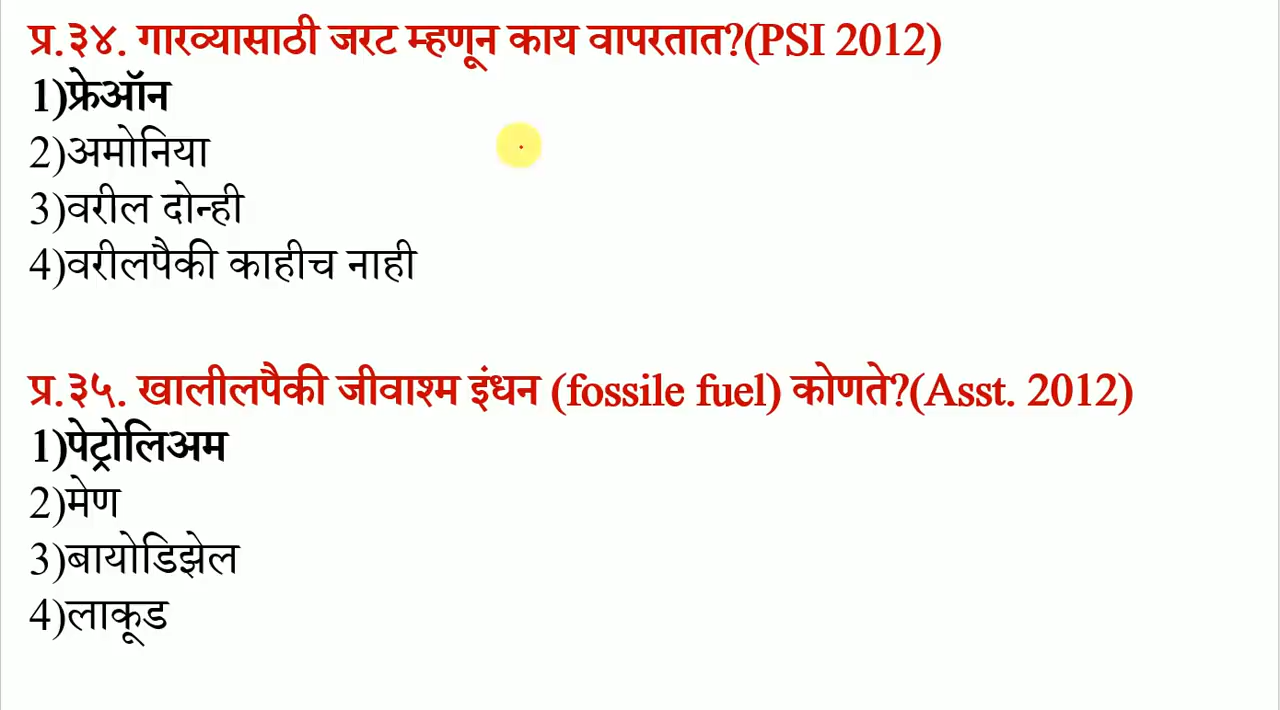 प्र.३४. गारव्यासाठी जरट म्हणून काय वापरतात?(PSI 2012)
1)फ्रेऑन
2)अमोनिया
3)वरील दोन्ही
4)वरीलपैकी काहीच नाही
प्र.३५. खालीलपैकी जीवाश्म इंधन (fossile fuel) कोणते?(Asst. 2012)
1)पेट्रोलिअम
2)मेण
3)बायोडिझेल
4)लाकूड